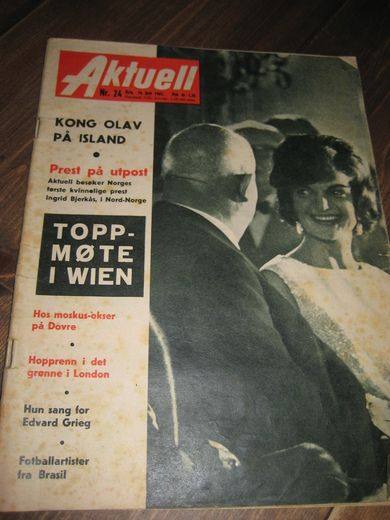 Aktuell
Nr. 24
KONG OLAV
PÅ ISLAND
Prest på utpost
Aktuell besøker Norges
første kvinnelige prest
Ingrid Bjerkås, i Nord-Norge
TOPP-
MØTE
I WIEN
Hos moskus-okser
på Dovre
Hopprenn i det
grønne i London
Hun sang for
Edvard Grieg
Fotballartister
fra Brasil